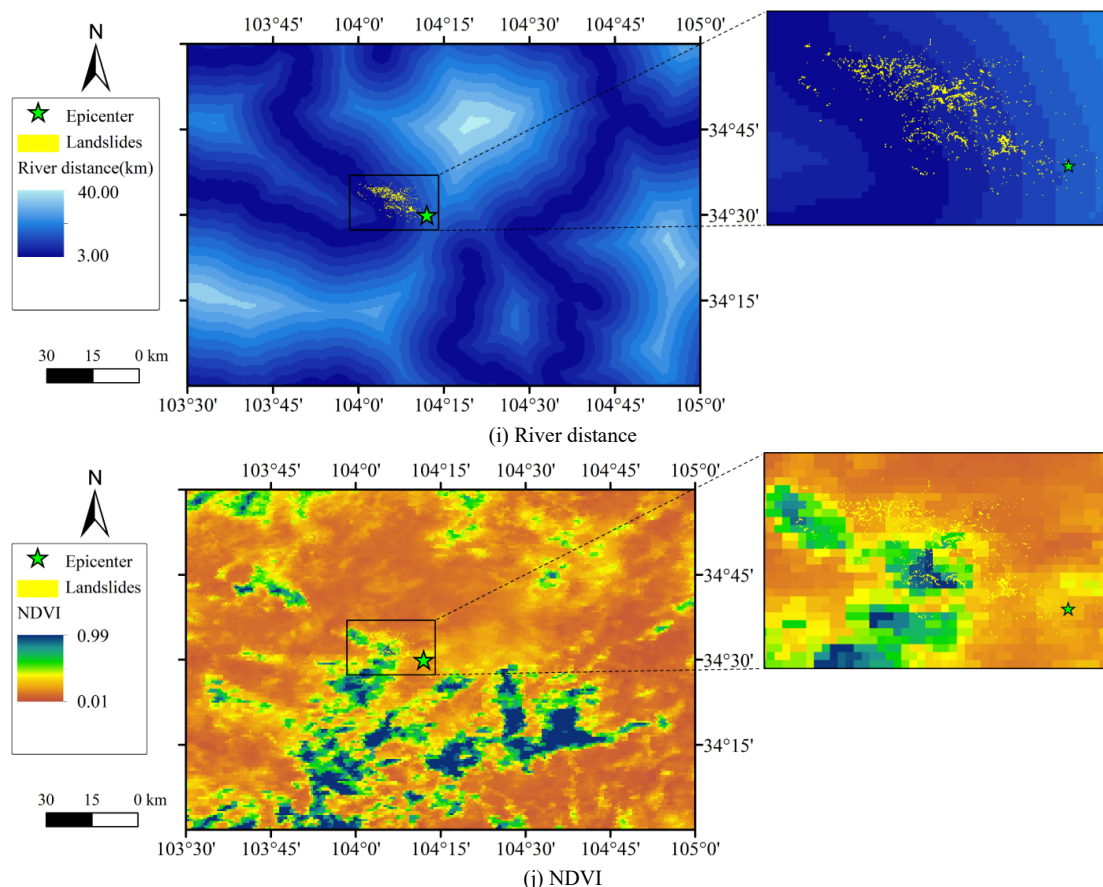 103°45' 104°0' 104°15' 104°30' 105°0'
N
Epicenter
Landslides
River distance(km)
40.00
3.00
30 15 0 km
34°45'
34°30'
34°15'
103°30' 103°45' 104°0' 104°15' 104°30' 104°45' 105°0'
(i) River distance
103°45' 104°0' 104°15' 104°30' 105°0'
N
Epicenter
Landslides
NDVI
0.99
0.01
30 15 0 km
34°45'
34°30'
34°15'
103°30' 103°45' 104°0' 104°15' 104°30' 104°45' 105°0'
(j) NDVI